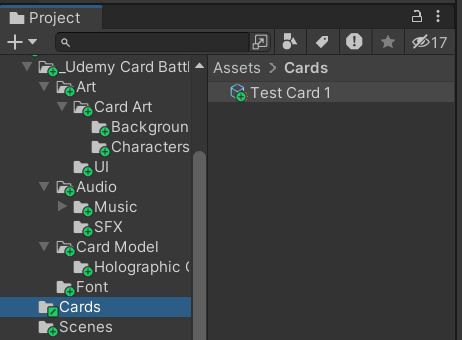 Project
17
_Udemy Card Battl
Assets > Cards
Art
Test Card 1
Card Art
Backgroun
Characters
UI
Audio
Music
SFX
Card Model
Holographic C
Font
Cards
Scenes